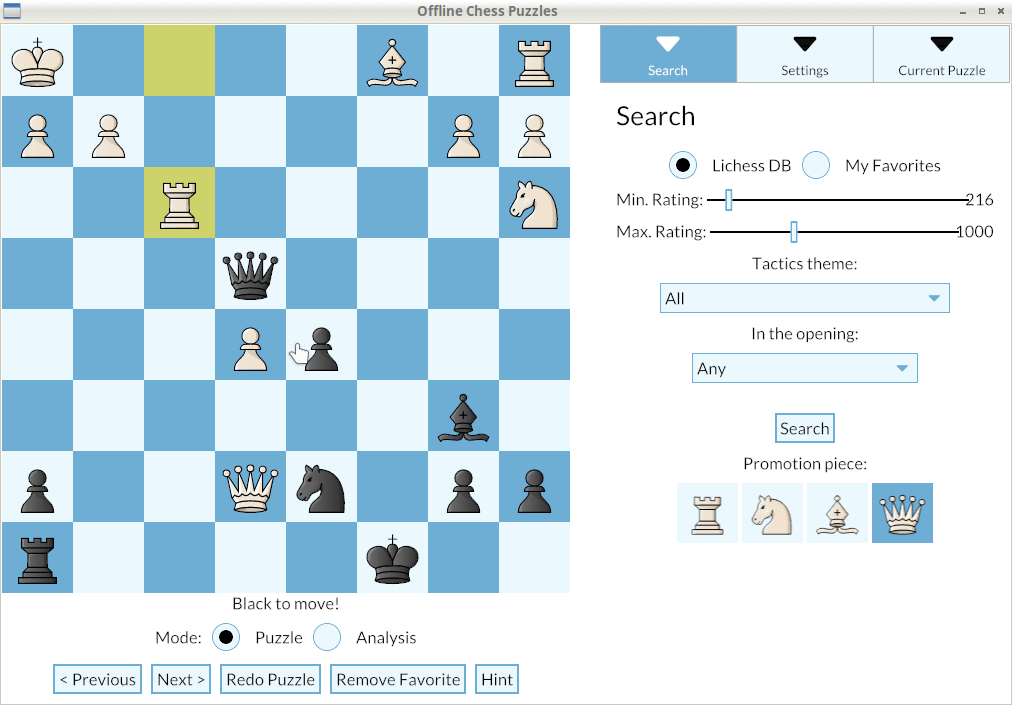 Offline Chess Puzzles
Search
Settings
Current Puzzle
Search
Lichess DB
My Favorites
Min. Rating:
216
Max. Rating:
1000
Tactics theme:
All
In the opening:
Any
Search
Promotion piece:
Black to move!
Mode:
Puzzle
Analysis
< Previous
Next >
Redo Puzzle
Remove Favorite
Hint